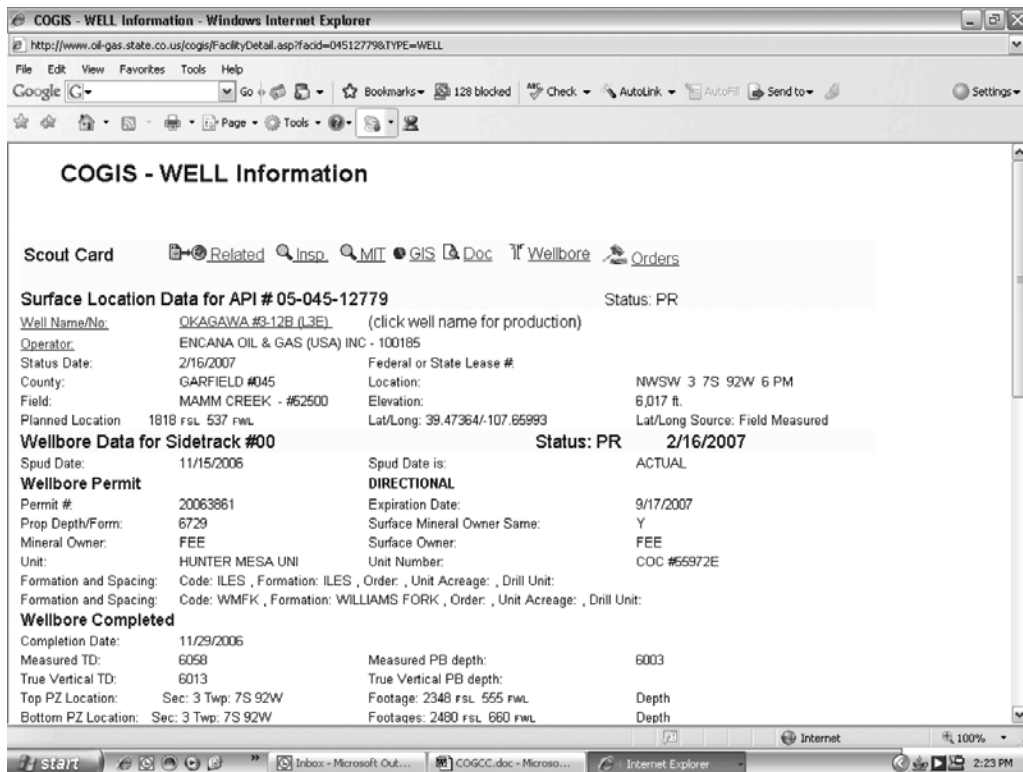 COGIS - WELL Information - Windows Internet Explorer
http://www.oil-gas.state.co.us/cogis/FacilityDetail.asp?facid=04512779&TYPE=WELL
File Edit View Favorites Tools Help
Google G Go Bookmarks 128 blocked ABC Check AutoLink AutoFill Send to Settings
Page Tools
COGIS - WELL Information
Scout Card Related Insp. MIT GIS Doc Wellbore Orders
Surface Location Data for API # 05-045-12779 Status: PR
Well Name/No: OKAGAWA #3-12B (L3E) (click well name for production)
Operator: ENCANA OIL & GAS (USA) INC - 100185
Status Date: 2/16/2007 Federal or State Lease #:
County: GARFIELD #045 Location: NWSW 3 7S 92W 6 PM
Field: MAMM CREEK - #52500 Elevation: 6,017 ft.
Planned Location 1818 FSL 537 FWL Lat/Long: 39.47364/-107.65993 Lat/Long Source: Field Measured
Wellbore Data for Sidetrack #00 Status: PR 2/16/2007
Spud Date: 11/15/2006 Spud Date is: ACTUAL
Wellbore Permit DIRECTIONAL
Permit #: 20063861 Expiration Date: 9/17/2007
Prop Depth/Form: 6729 Surface Mineral Owner Same: Y
Mineral Owner: FEE Surface Owner: FEE
Unit: HUNTER MESA UNI Unit Number: COC #55972E
Formation and Spacing: Code: ILES , Formation: ILES , Order: , Unit Acreage: , Drill Unit:
Formation and Spacing: Code: WMFK , Formation: WILLIAMS FORK , Order: , Unit Acreage: , Drill Unit:
Wellbore Completed
Completion Date: 11/29/2006
Measured TD: 6058 Measured PB depth: 6003
True Vertical TD: 6013 True Vertical PB depth:
Top PZ Location: Sec: 3 Twp: 7S 92W Footage: 2348 FSL 555 FWL Depth
Bottom PZ Location: Sec: 3 Twp: 7S 92W Footages: 2480 FSL 660 FWL Depth
Internet 100%
start Inbox - Microsoft Out... COGCC.doc - Microso... Internet Explorer 2:23 PM